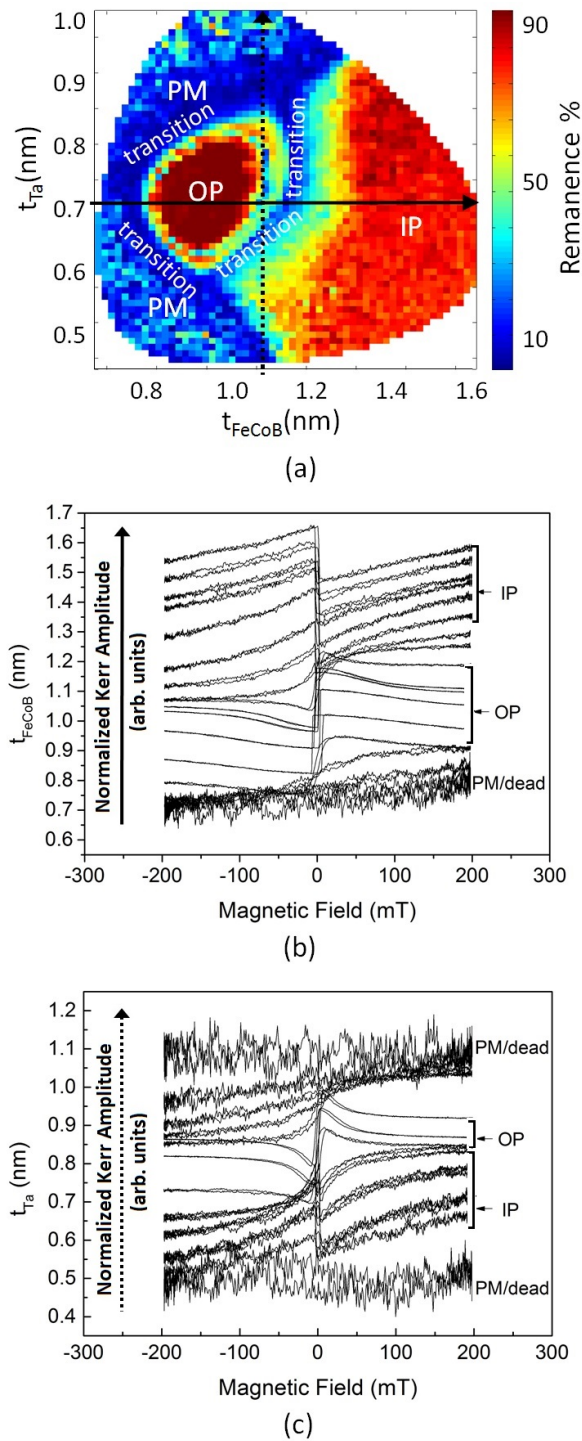 1.0
0.9
0.8
0.7
0.6
0.5
t_Ta(nm)
PM
transition
OP
transition
IP
transition
transition
PM
0.8 1.0 1.2 1.4 1.6
t_FeCoB(nm)
90
50
10
Remanence %
(a)
1.7
1.6
1.5
1.4
1.3
1.2
1.1
1.0
0.9
0.8
0.7
0.6
t_FeCoB (nm)
Normalized Kerr Amplitude
(arb. units)
IP
OP
PM/dead
-300 -200 -100 0 100 200 300
Magnetic Field (mT)
(b)
1.2
1.1
1.0
0.9
0.8
0.7
0.6
0.5
0.4
t_Ta (nm)
Normalized Kerr Amplitude
(arb. units)
PM/dead
OP
IP
PM/dead
-300 -200 -100 0 100 200 300
Magnetic Field (mT)
(c)